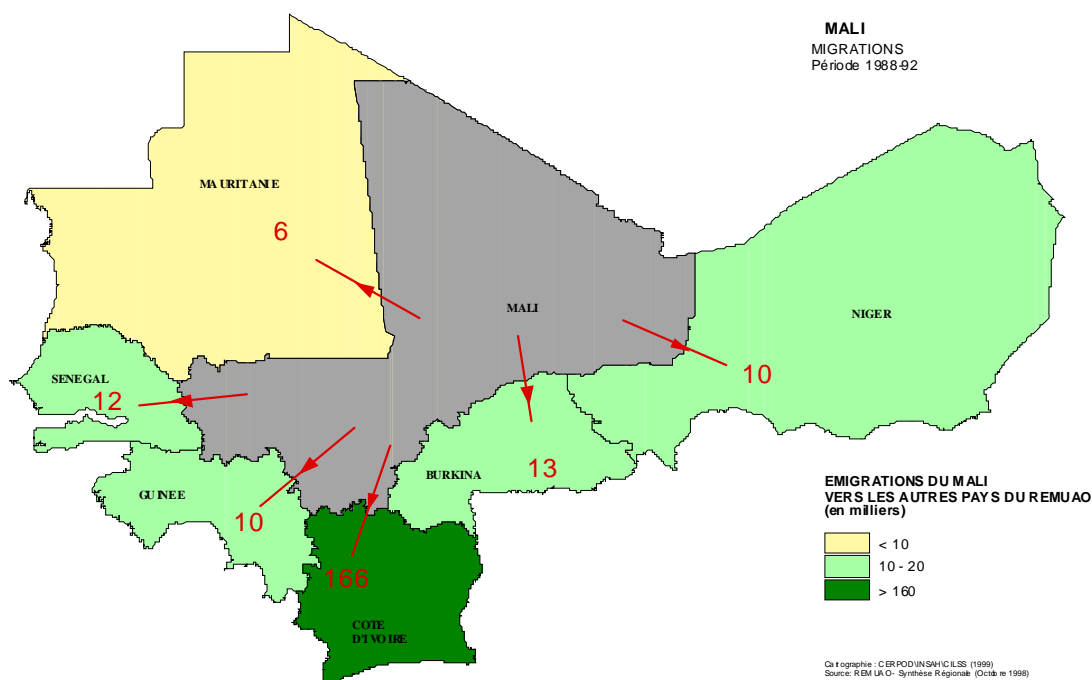 MALI
MIGRATIONS
Période 1988-92
MAURITANIE
6
MALI
NIGER
SENEGAL
12
10
BURKINA
13
GUINEE
10
166
COTE
D'IVOIRE
EMIGRATIONS DU MALI
VERS LES AUTRES PAYS DU REMUAO
(en milliers)
< 10
10 - 20
> 160
Cartographie : CERPOD\INSAH\CILSS (1999)
Source: REMUAO- Synthèse Régionale (Octobre 1998)